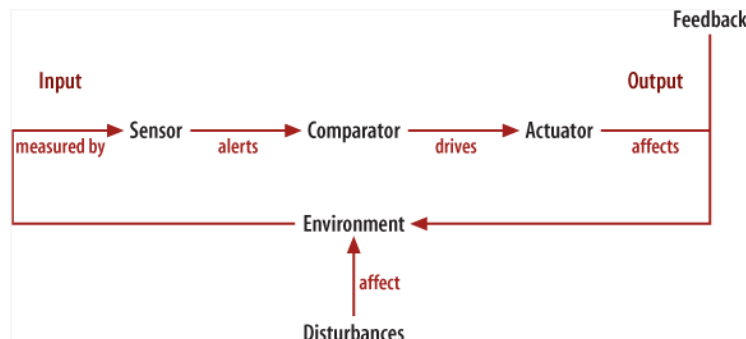 Feedback
Input
Output
Sensor
Comparator
Actuator
measured by
alerts
drives
affects
Environment
affect
Disturbances